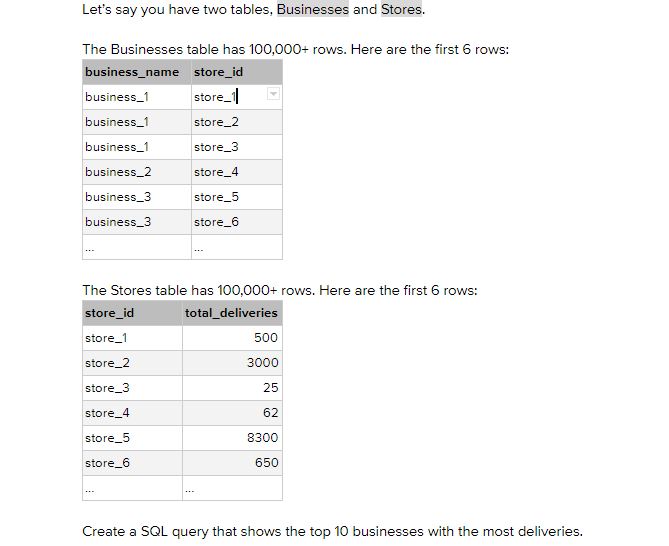 Let's say you have two tables, Businesses and Stores.
The Businesses table has 100,000+ rows. Here are the first 6 rows:
business_name store_id
business_1 store_1
business_1 store_2
business_1 store_3
business_2 store_4
business_3 store_5
business_3 store_6
... ...
The Stores table has 100,000+ rows. Here are the first 6 rows:
store_id total_deliveries
store_1 500
store_2 3000
store_3 25
store_4 62
store_5 8300
store_6 650
... ...
Create a SQL query that shows the top 10 businesses with the most deliveries.